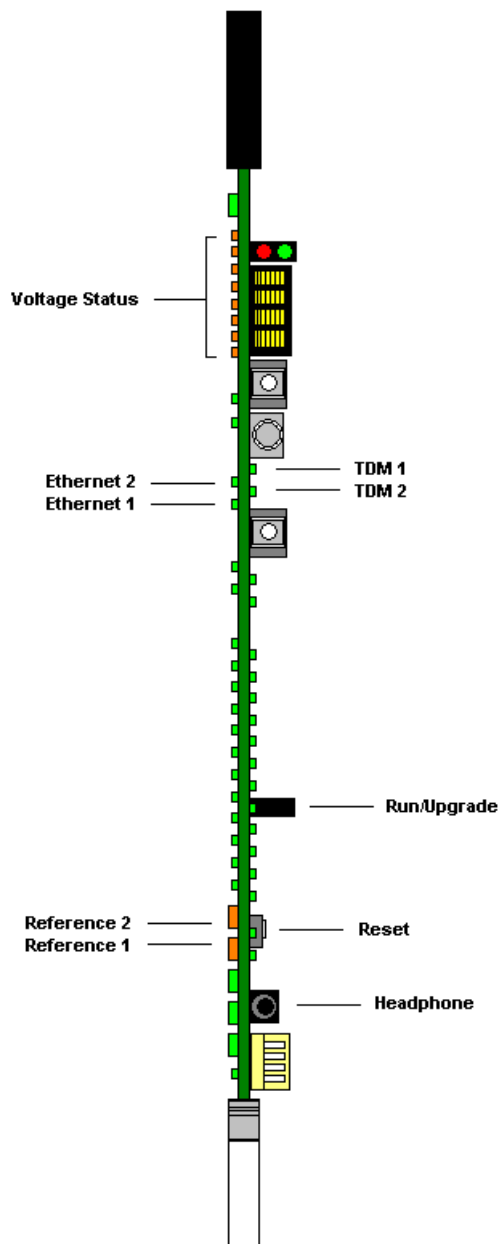 Voltage Status
TDM 1
Ethernet 2
TDM 2
Ethernet 1
Run/Upgrade
Reference 2
Reset
Reference 1
Headphone